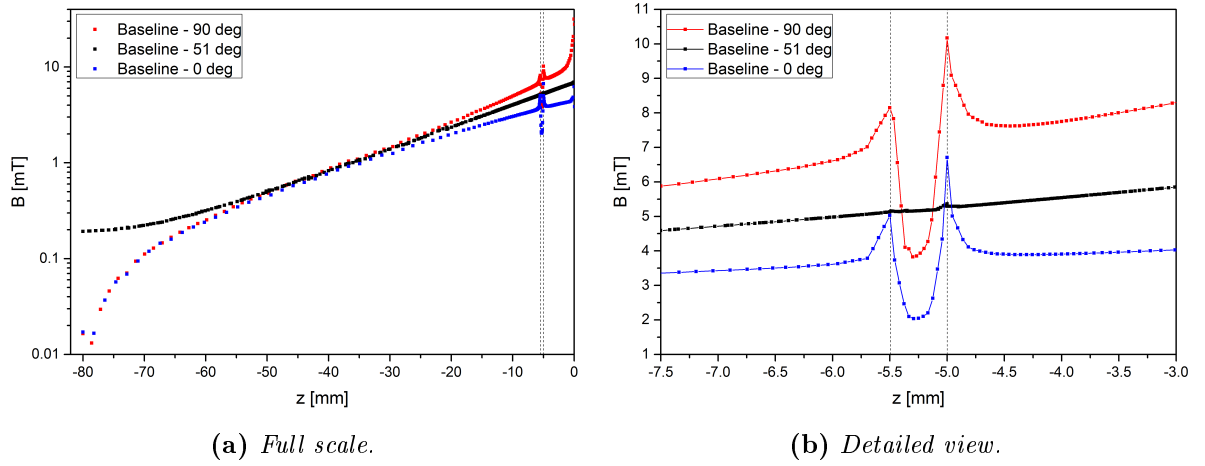 Baseline - 90 deg
Baseline - 51 deg
Baseline - 0 deg
B [mT]
10
1
0.1
0.01
-80 -70 -60 -50 -40 -30 -20 -10 0
z [mm]
(a) Full scale.
Baseline - 90 deg
Baseline - 51 deg
Baseline - 0 deg
B [mT]
11
10
9
8
7
6
5
4
3
2
1
-7.5 -7.0 -6.5 -6.0 -5.5 -5.0 -4.5 -4.0 -3.5 -3.0
z [mm]
(b) Detailed view.